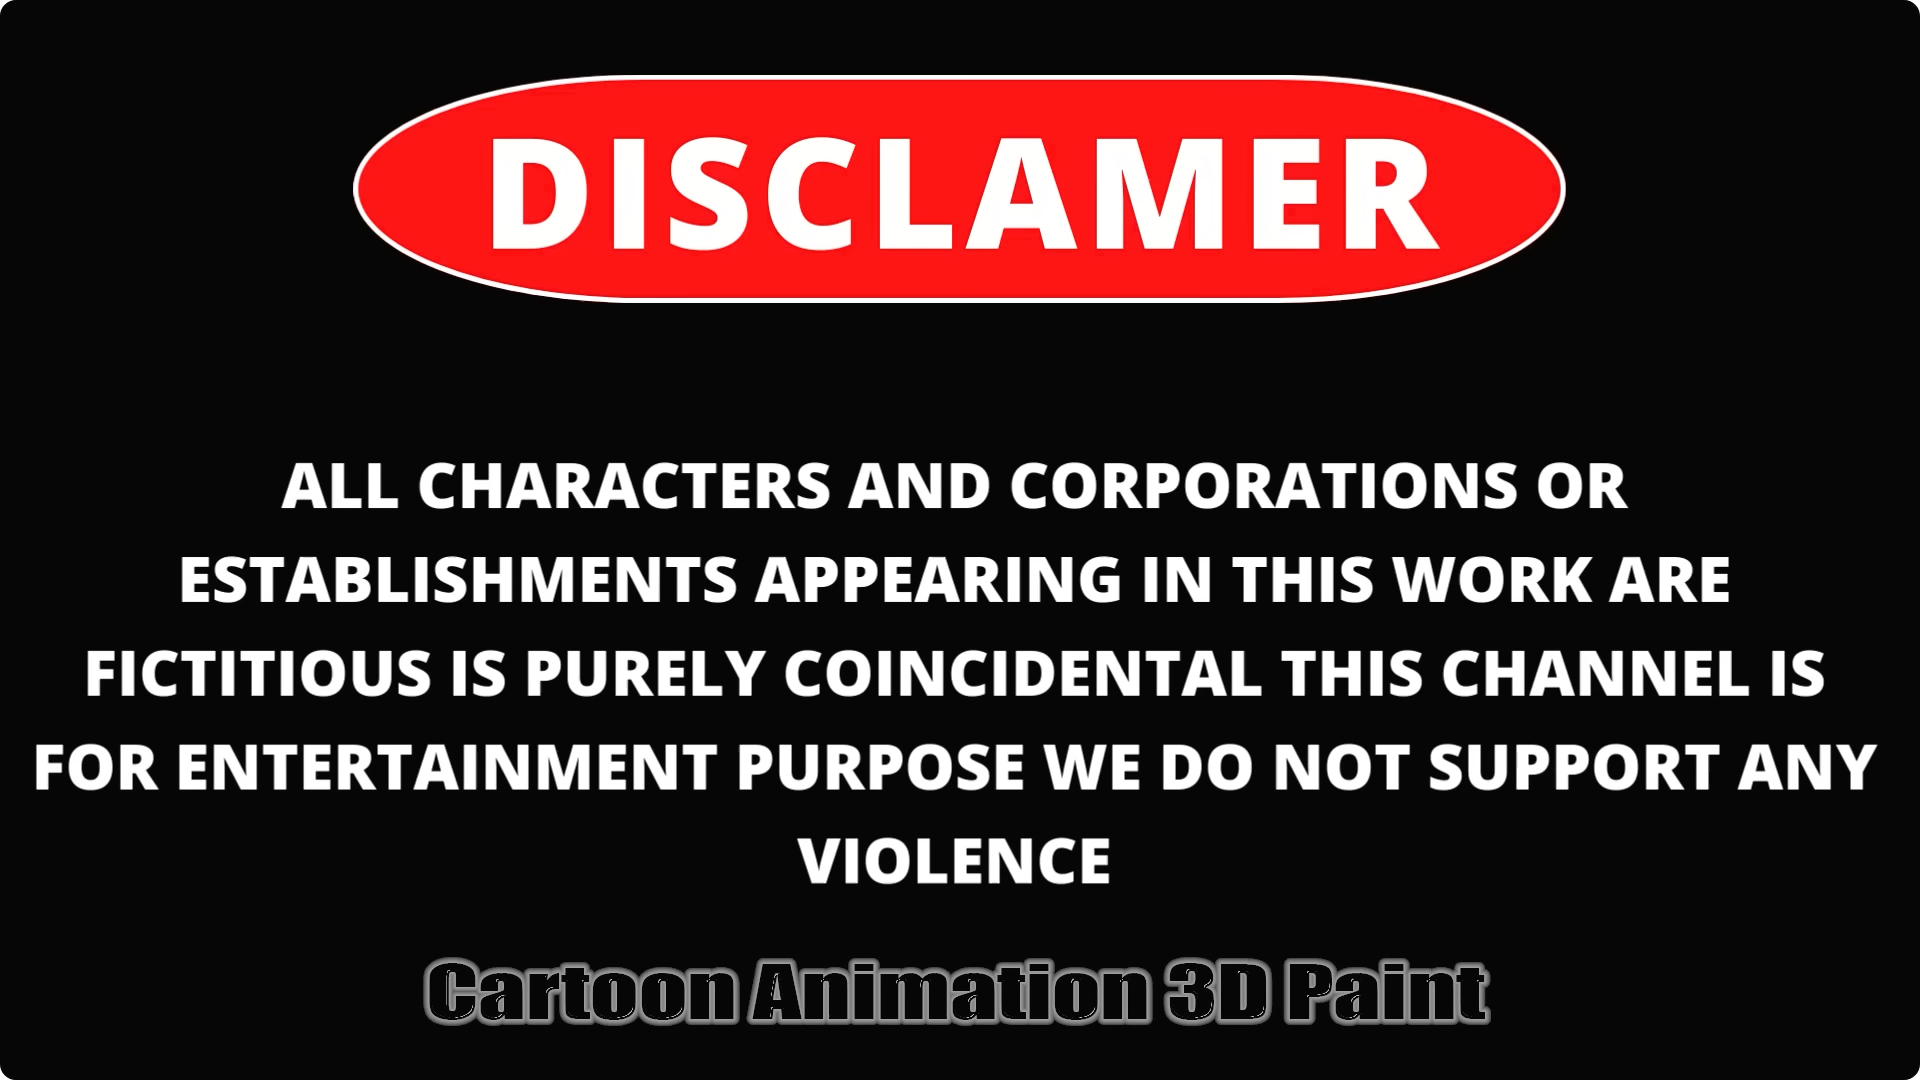 DISCLAMER
ALL CHARACTERS AND CORPORATIONS OR
ESTABLISHMENTS APPEARING IN THIS WORK ARE
FICTITIOUS IS PURELY COINCIDENTAL THIS CHANNEL IS
FOR ENTERTAINMENT PURPOSE WE DO NOT SUPPORT ANY
VIOLENCE
Cartoon Animation 3D Paint